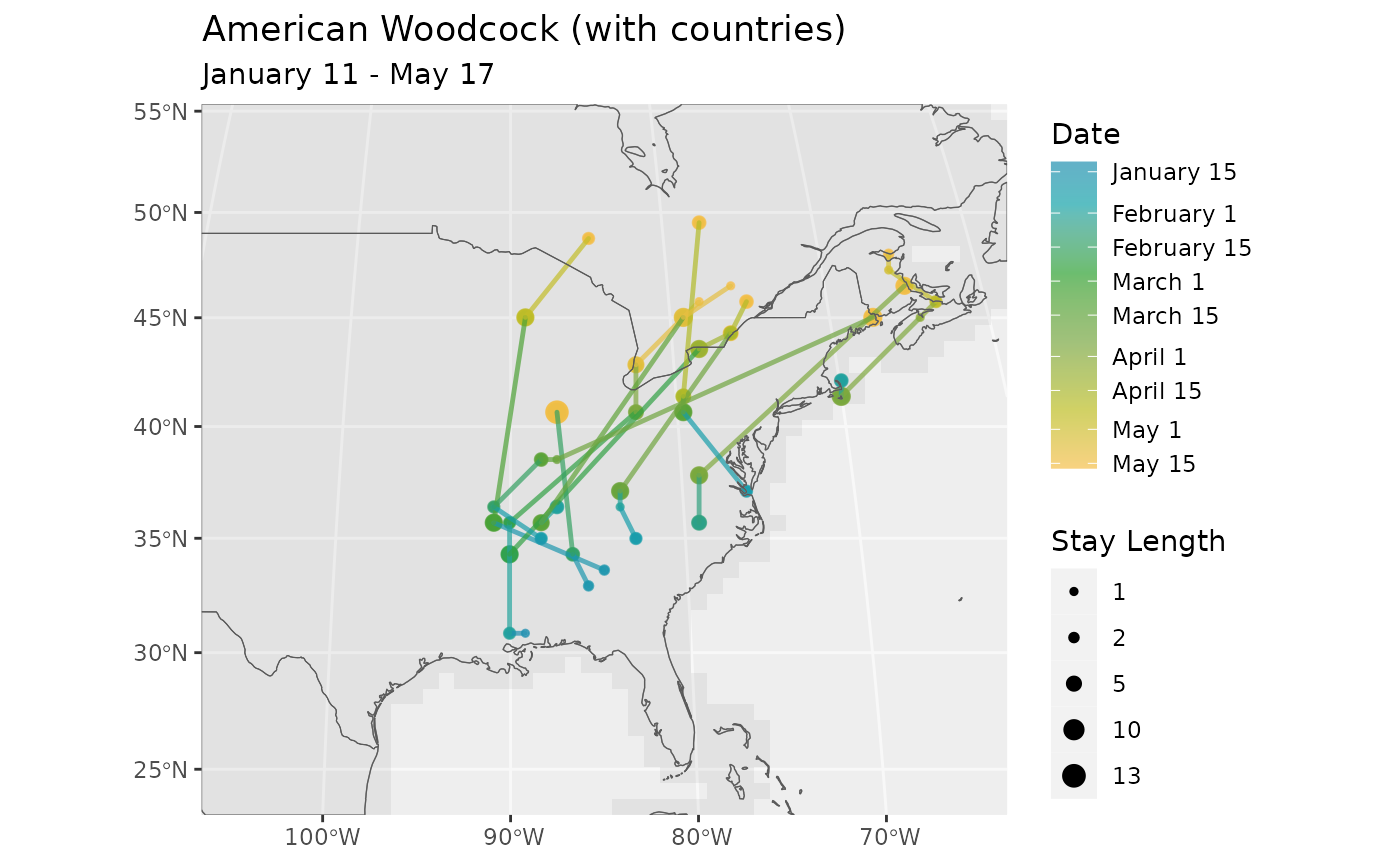 American Woodcock (with countries)
January 11 - May 17
55°N
50°N
45°N
40°N
35°N
30°N
25°N
100°W
90°W
80°W
70°W
Date
January 15
February 1
February 15
March 1
March 15
April 1
April 15
May 1
May 15
Stay Length
1
2
5
10
13